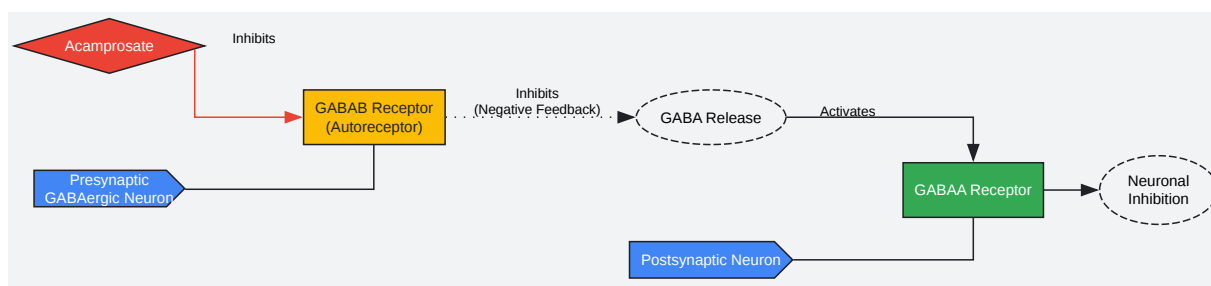 Acamprosate
Inhibits
GABAB Receptor
(Autoreceptor)
Inhibits
(Negative Feedback)
GABA Release
Activates
Presynaptic
GABAergic Neuron
GABAA Receptor
Neuronal
Inhibition
Postsynaptic Neuron